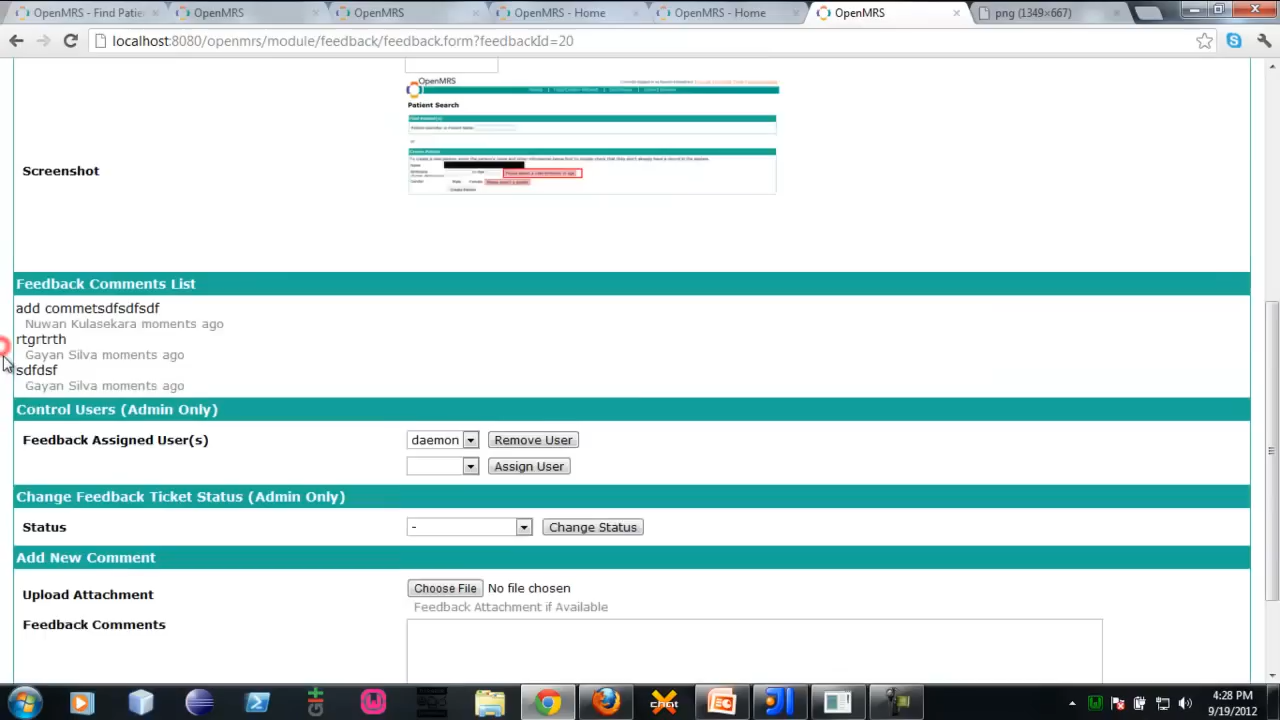 OpenMRS - Find Patie
OpenMRS
OpenMRS
OpenMRS - Home
OpenMRS - Home
OpenMRS
png (1349×667)
localhost:8080/openmrs/module/feedback/feedback.form?feedbackId=20
OpenMRS
Patient Search
Screenshot
Feedback Comments List
add commetsdfsdfsdf
Nuwan Kulasekara moments ago
rtgrtrth
Gayan Silva moments ago
sdfdsf
Gayan Silva moments ago
Control Users (Admin Only)
Feedback Assigned User(s)
daemon
Remove User
Assign User
Change Feedback Ticket Status (Admin Only)
Status
-
Change Status
Add New Comment
Upload Attachment
Choose File No file chosen
Feedback Attachment if Available
Feedback Comments
4:28 PM
9/19/2012